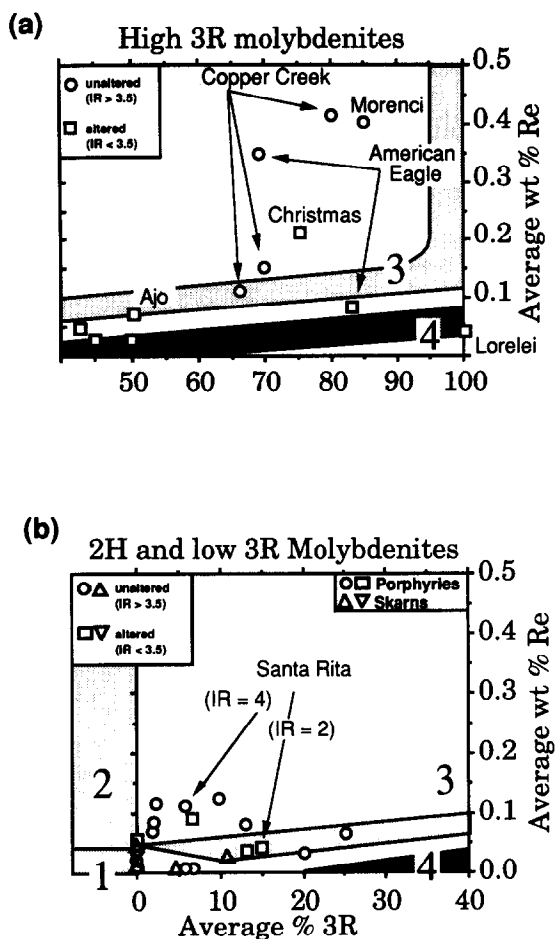 (a)
High 3R molybdenites
unaltered
(IR > 3.5)
altered
(IR < 3.5)
Copper Creek
Morenci
American
Eagle
Christmas
Ajo
3
4
Lorelei
0.5
0.4
0.3
0.2
0.1
0.0
Average wt % Re
50 60 70 80 90 100
(b)
2H and low 3R Molybdenites
unaltered
(IR > 3.5)
altered
(IR < 3.5)
Porphyries
Skarns
Santa Rita
(IR = 4)
(IR = 2)
2
3
1
4
0.5
0.4
0.3
0.2
0.1
0.0
Average wt % Re
0 10 20 30 40
Average % 3R